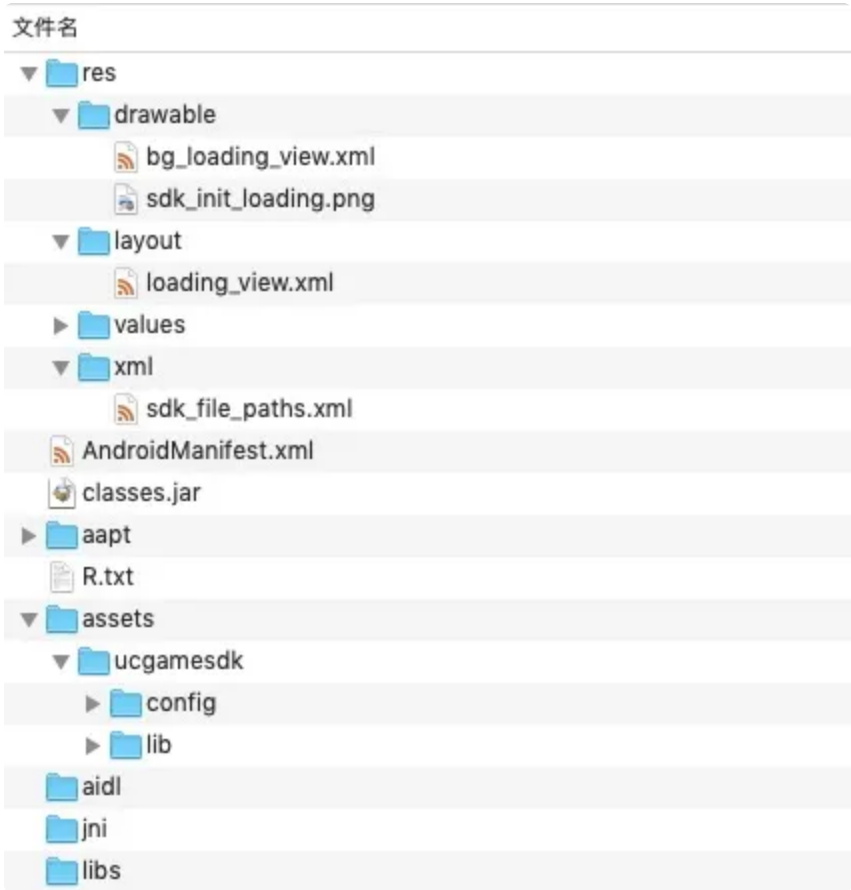 文件名
res
drawable
bg_loading_view.xml
sdk_init_loading.png
layout
loading_view.xml
values
xml
sdk_file_paths.xml
AndroidManifest.xml
classes.jar
aapt
R.txt
assets
ucgamesdk
config
lib
aidl
jni
libs